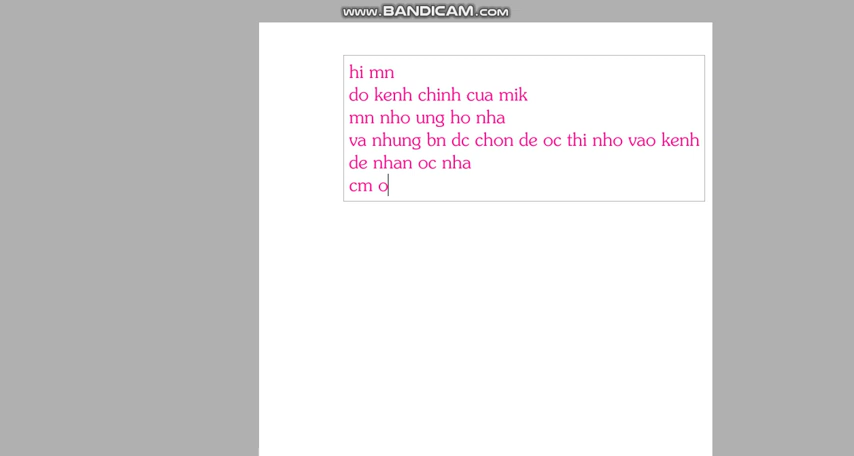 www.BANDICAM.com
hi mn
do kenh chinh cua mik
mn nho ung ho nha
va nhung bn dc chon de oc thi nho vao kenh
de nhan oc nha
cm o